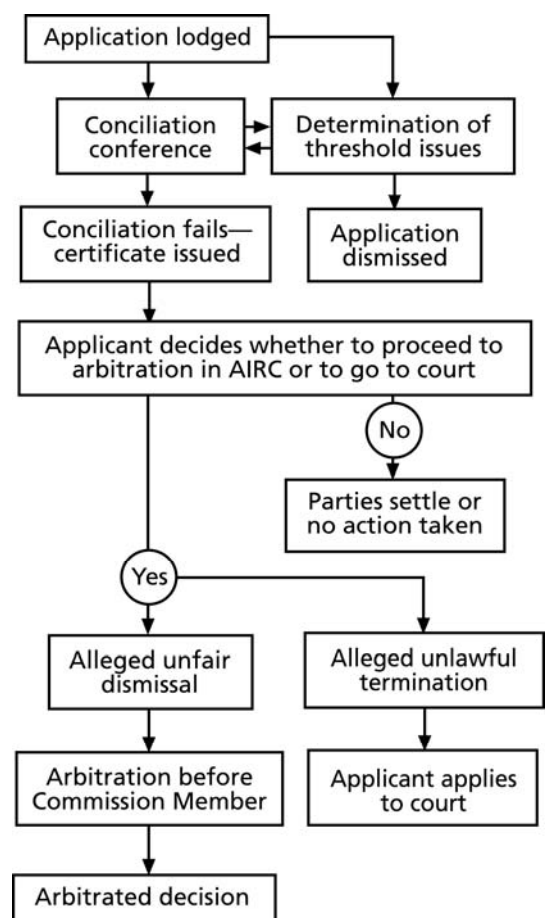 Application lodged
Conciliation
conference
Determination of
threshold issues
Conciliation fails—
certificate issued
Application
dismissed
Applicant decides whether to proceed to
arbitration in AIRC or to go to court
No
Parties settle or
no action taken
Yes
Alleged unfair
dismissal
Alleged unlawful
termination
Arbitration before
Commission Member
Applicant applies
to court
Arbitrated decision